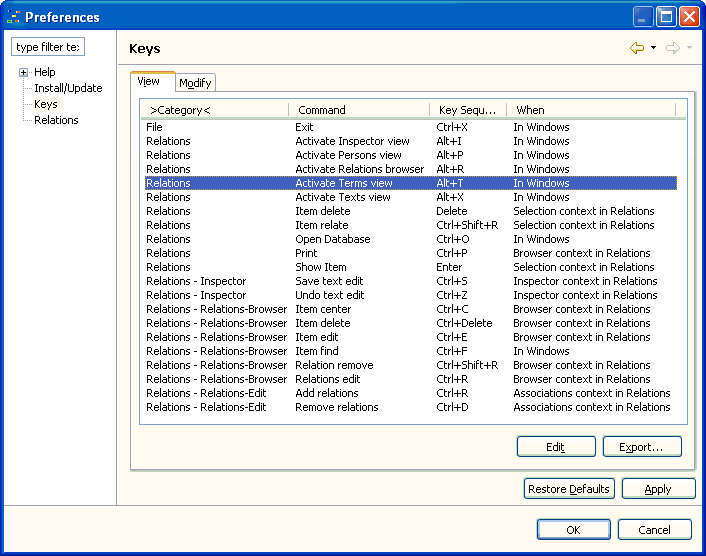 Preferences
type filter te:
Keys
Help
Install/Update
Keys
Relations
View Modify
>Category< Command Key Sequ... When
File Exit Ctrl+X In Windows
Relations Activate Inspector view Alt+I In Windows
Relations Activate Persons view Alt+P In Windows
Relations Activate Relations browser Alt+R In Windows
Relations Activate Terms view Alt+T In Windows
Relations Activate Texts view Alt+X In Windows
Relations Item delete Delete Selection context in Relations
Relations Item relate Ctrl+Shift+R Selection context in Relations
Relations Open Database Ctrl+O In Windows
Relations Print Ctrl+P Browser context in Relations
Relations Show Item Enter Selection context in Relations
Relations - Inspector Save text edit Ctrl+S Inspector context in Relations
Relations - Inspector Undo text edit Ctrl+Z Inspector context in Relations
Relations - Relations-Browser Item center Ctrl+C Browser context in Relations
Relations - Relations-Browser Item delete Ctrl+Delete Browser context in Relations
Relations - Relations-Browser Item edit Ctrl+E Browser context in Relations
Relations - Relations-Browser Item find Ctrl+F In Windows
Relations - Relations-Browser Relation remove Ctrl+Shift+R Browser context in Relations
Relations - Relations-Browser Relations edit Ctrl+R Browser context in Relations
Relations - Relations-Edit Add relations Ctrl+R Associations context in Relations
Relations - Relations-Edit Remove relations Ctrl+D Associations context in Relations
Edit Export...
Restore Defaults Apply
OK Cancel